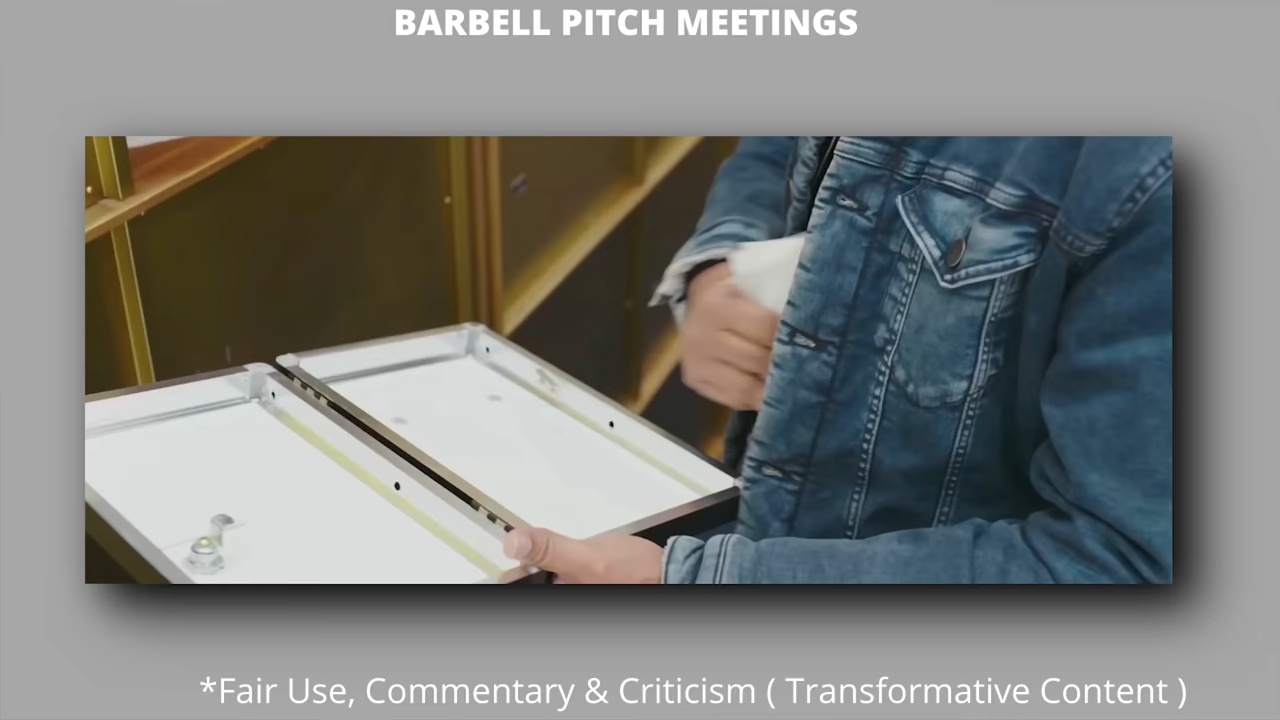 BARBELL PITCH MEETINGS
*Fair Use, Commentary & Criticism ( Transformative Content )